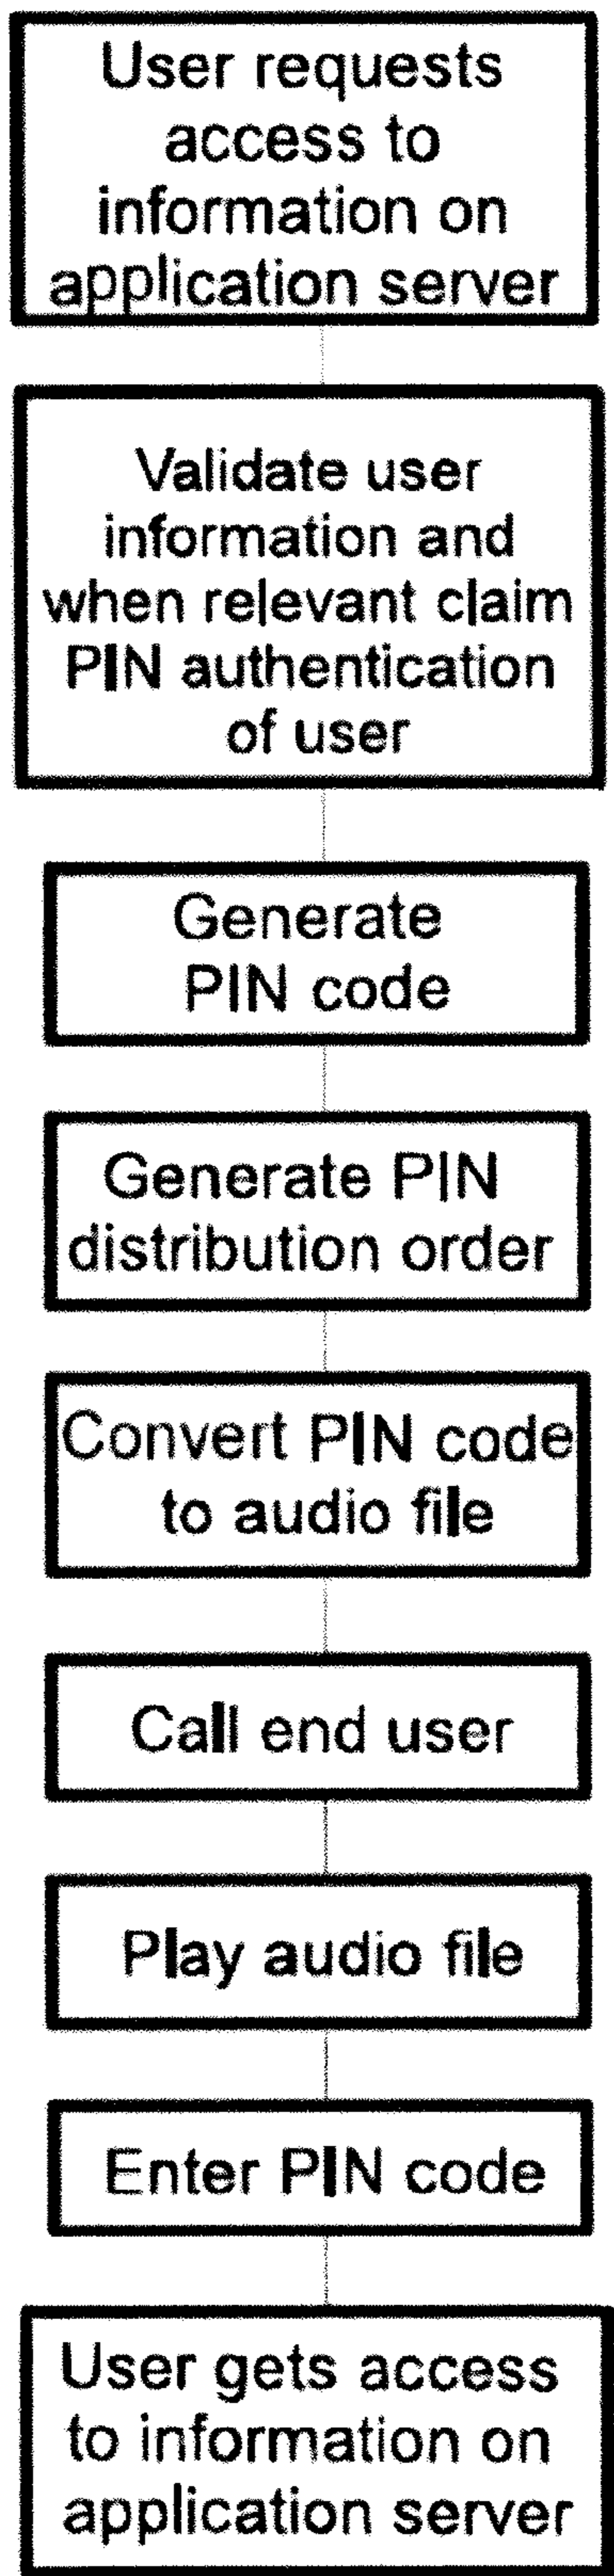 User requests
access to
information on
application server
Validate user
information and
when relevant claim
PIN authentication
of user
Generate
PIN code
Generate PIN
distribution order
Convert PIN code
to audio file
Call end user
Play audio file
Enter PIN code
User gets access
to information on
application server